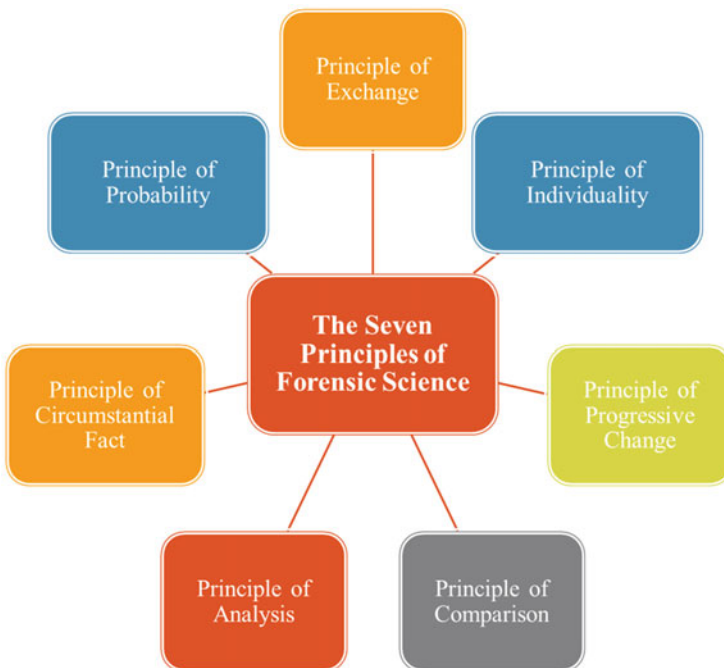 Principle of
Exchange
Principle of
Probability
Principle of
Individuality
The Seven
Principles of
Forensic Science
Principle of
Circumstantial
Fact
Principle of
Progressive
Change
Principle of
Analysis
Principle of
Comparison